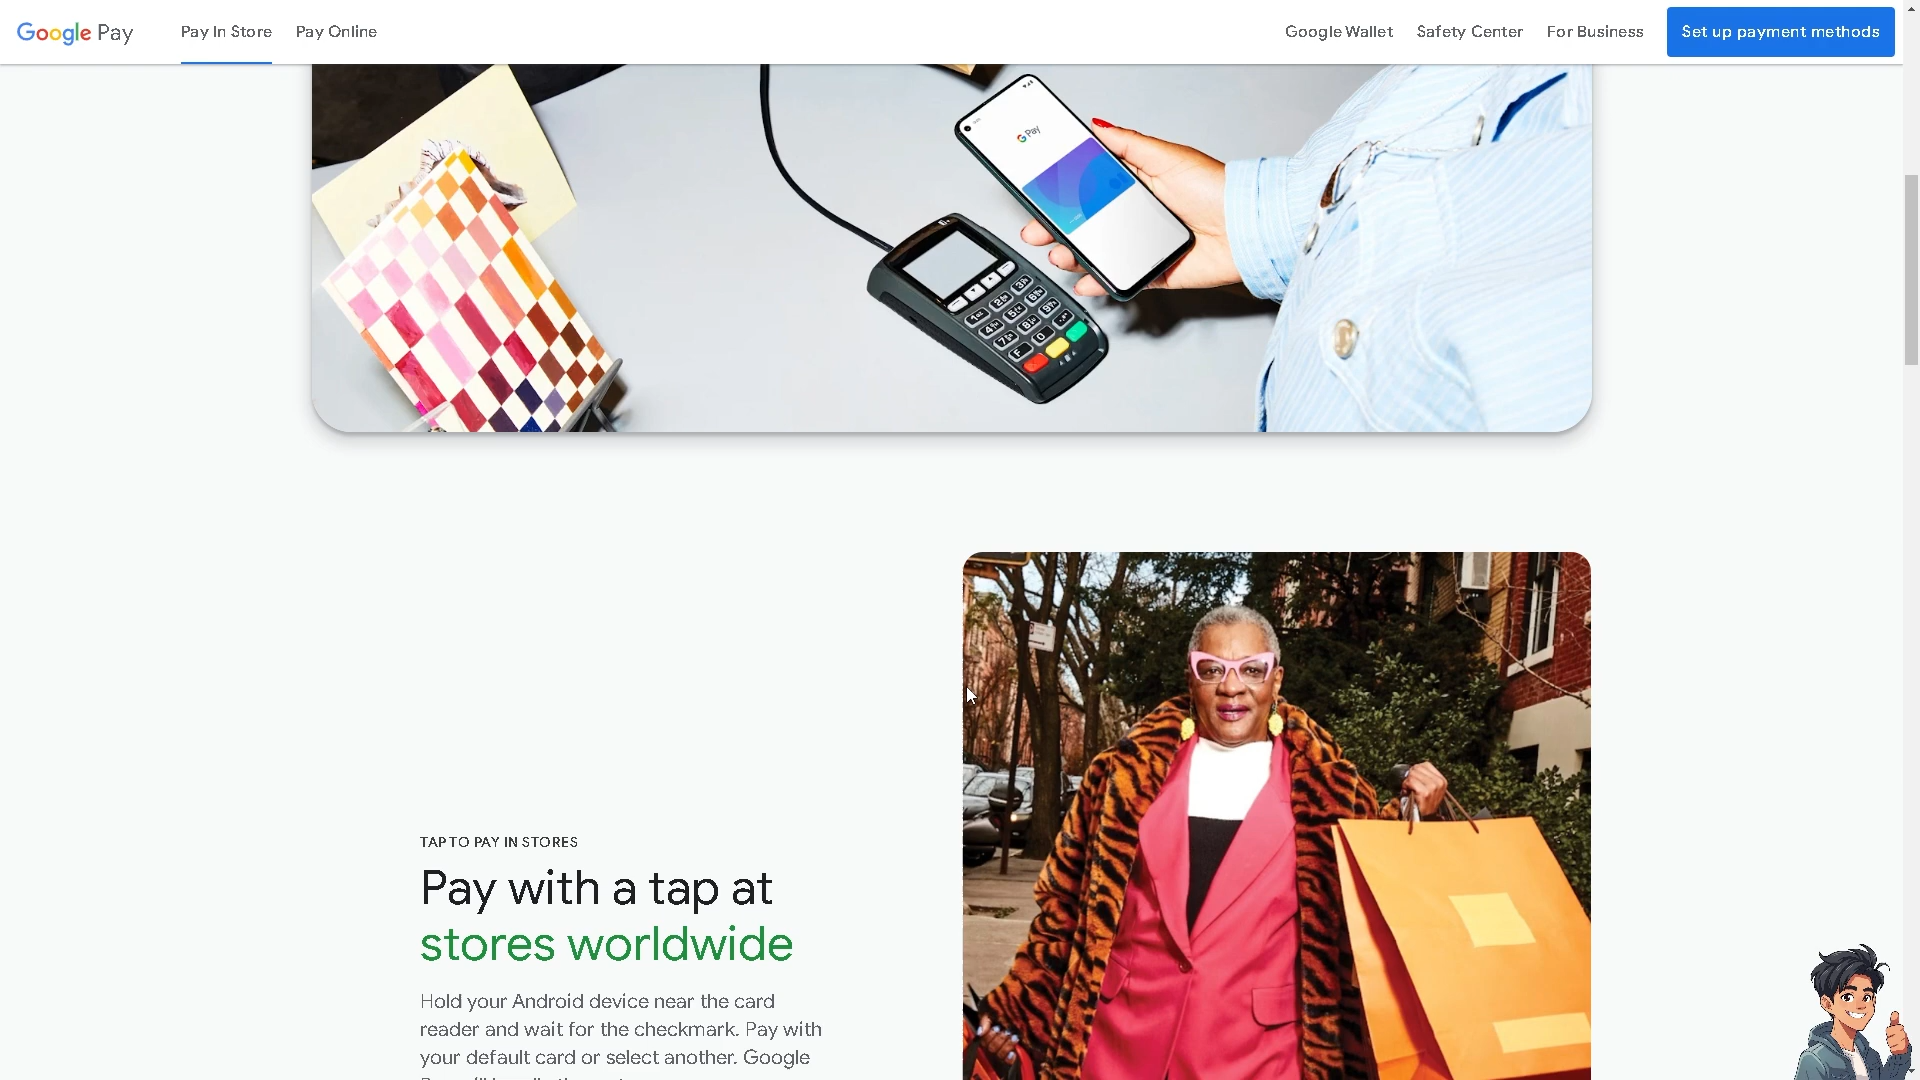 Google Pay
Pay In Store
Pay Online
Google Wallet
Safety Center
For Business
Set up payment methods
G Pay
TAP TO PAY IN STORES
Pay with a tap at
stores worldwide
Hold your Android device near the card
reader and wait for the checkmark. Pay with
your default card or select another. Google